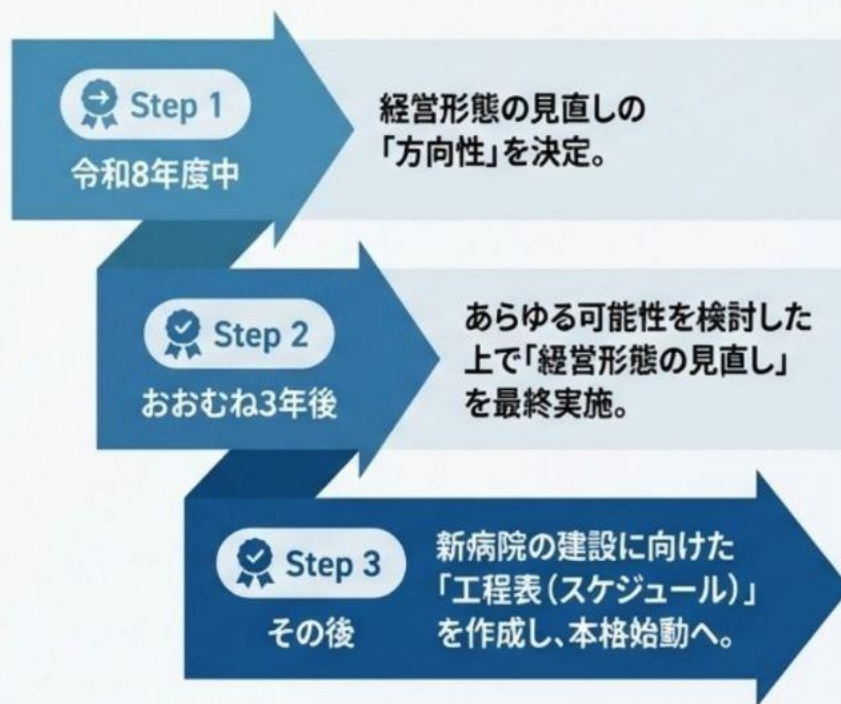 Step 1
令和8年度中
経営形態の見直しの
「方向性」を決定。
Step 2
おおむね3年後
あらゆる可能性を検討した
上で「経営形態の見直し」
を最終実施。
Step 3
その後
新病院の建設に向けた
「工程表(スケジュール)」
を作成し、本格始動へ。